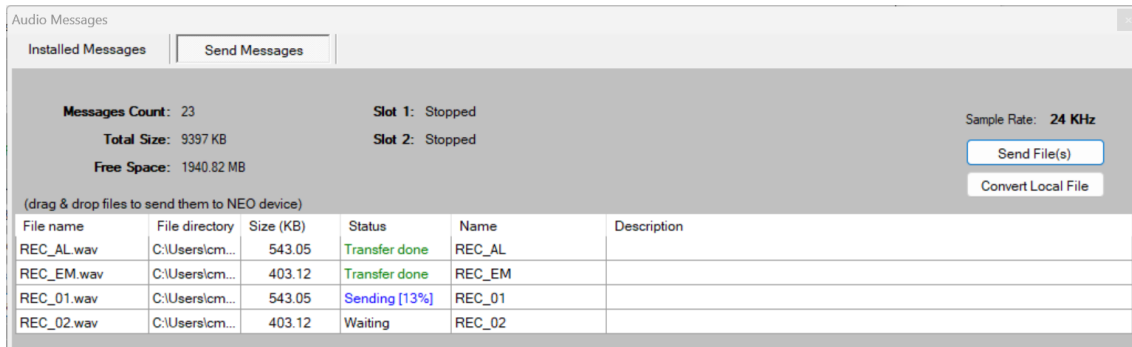 Audio Messages
Installed Messages Send Messages
Messages Count: 23 Slot 1: Stopped
Sample Rate: 24 KHz
Total Size: 9397 KB Slot 2: Stopped
Send File(s)
Free Space: 1940.82 MB
Convert Local File
(drag & drop files to send them to NEO device)
File name File directory Size (KB) Status Name Description
REC_AL.wav C:\Users\cm... 543.05 Transfer done REC_AL
REC_EM.wav C:\Users\cm... 403.12 Transfer done REC_EM
REC_01.wav C:\Users\cm... 543.05 Sending [13%] REC_01
REC_02.wav C:\Users\cm... 403.12 Waiting REC_02